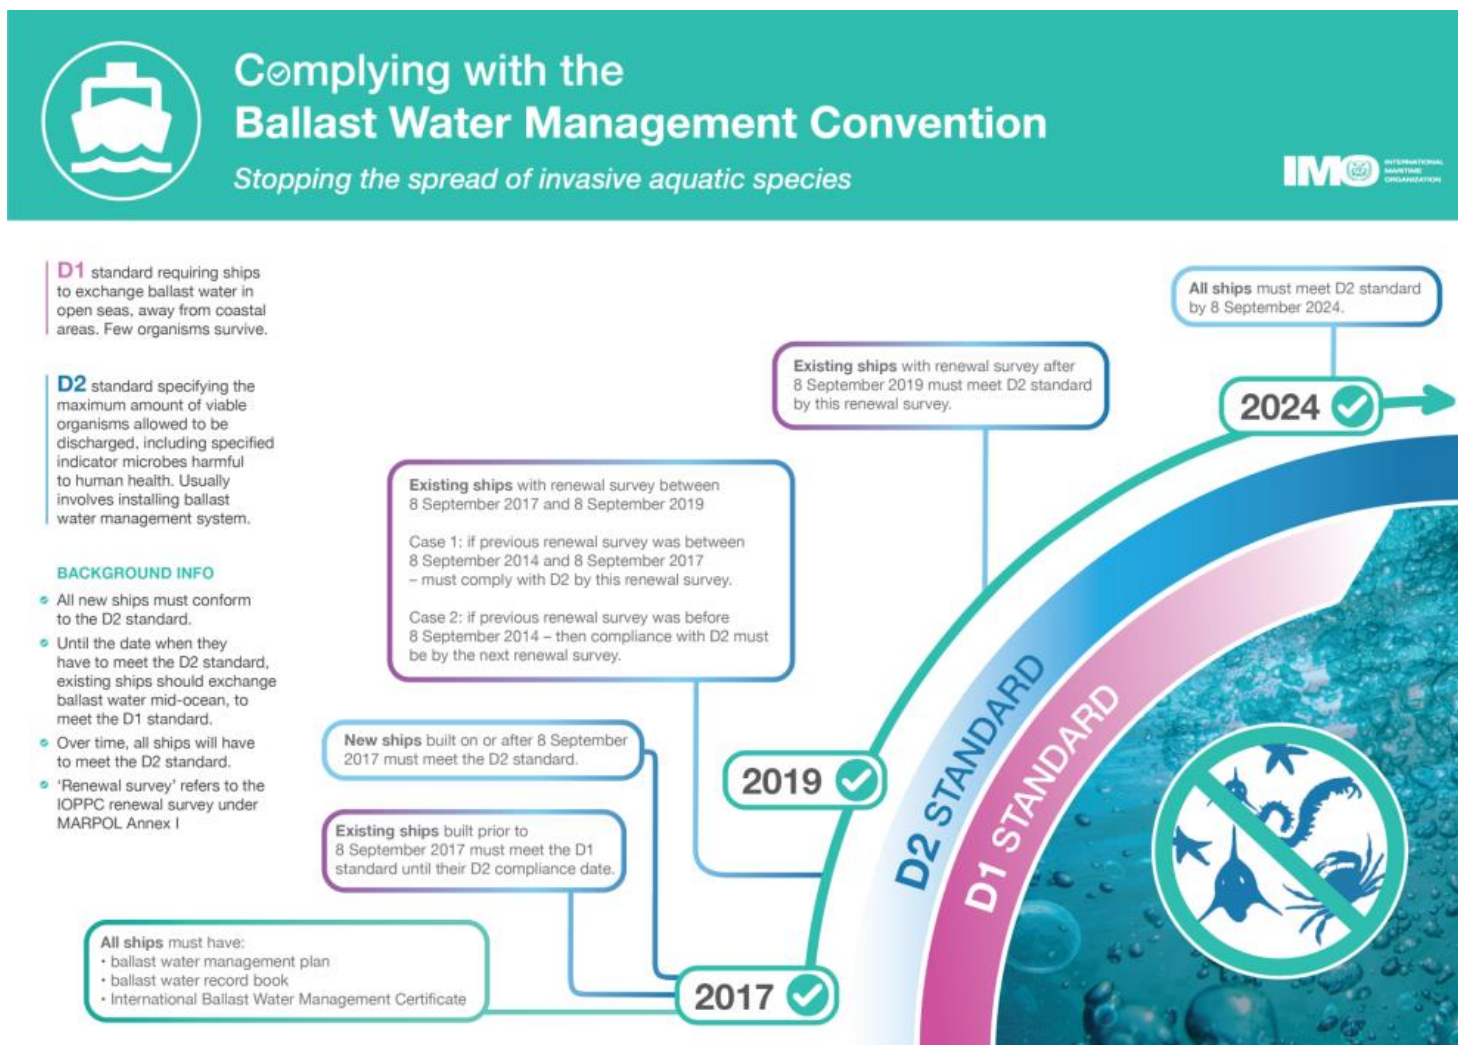 Complying with the
Ballast Water Management Convention
Stopping the spread of invasive aquatic species
IMO
INTERNATIONAL
MARITIME
ORGANIZATION
D1 standard requiring ships
to exchange ballast water in
open seas, away from coastal
areas. Few organisms survive.
D2 standard specifying the
maximum amount of viable
organisms allowed to be
discharged, including specified
indicator microbes harmful
to human health. Usually
involves installing ballast
water management system.
BACKGROUND INFO
All new ships must conform
to the D2 standard.
Until the date when they
have to meet the D2 standard,
existing ships should exchange
ballast water mid-ocean, to
meet the D1 standard.
Over time, all ships will have
to meet the D2 standard.
'Renewal survey' refers to the
IOPPC renewal survey under
MARPOL Annex I
All ships must meet D2 standard
by 8 September 2024.
2024
Existing ships with renewal survey after
8 September 2019 must meet D2 standard
by this renewal survey.
Existing ships with renewal survey between
8 September 2017 and 8 September 2019
Case 1: if previous renewal survey was between
8 September 2014 and 8 September 2017
– must comply with D2 by this renewal survey.
Case 2: if previous renewal survey was before
8 September 2014 – then compliance with D2 must
be by the next renewal survey.
New ships built on or after 8 September
2017 must meet the D2 standard.
2019
Existing ships built prior to
8 September 2017 must meet the D1
standard until their D2 compliance date.
All ships must have:
• ballast water management plan
• ballast water record book
• International Ballast Water Management Certificate
2017
D2 STANDARD
D1 STANDARD